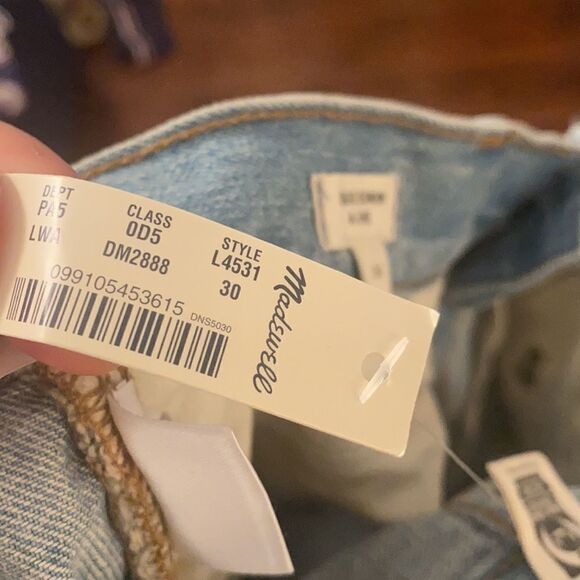 DEPT CLASS STYLE
PA5 0D5 L4531
LWA DM2888 30
099105453615
DNS5030
Madewell